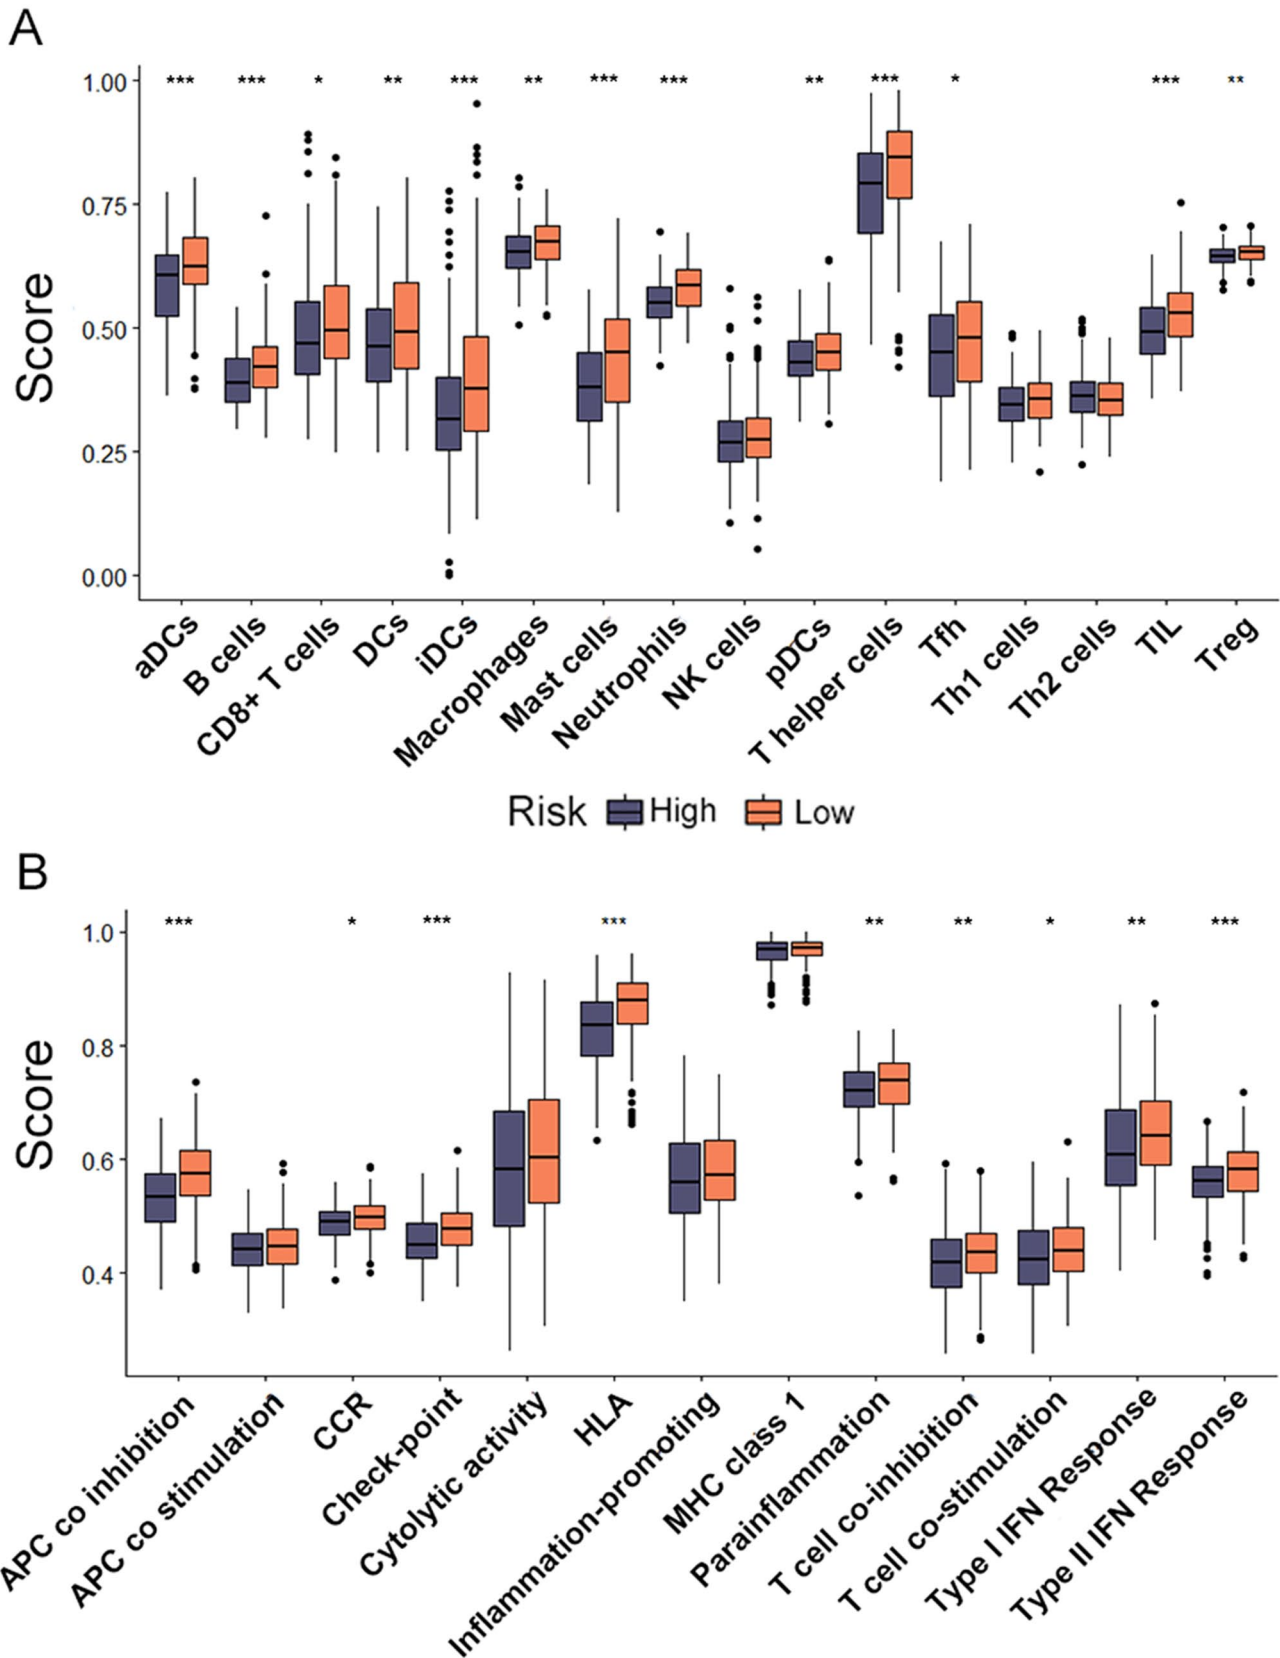 A
*** *** * ** *** ** *** *** ** *** * *** **
1.00
0.75
0.50
0.25
0.00
Score
aDCs
B cells
CD8+ T cells
DCs
iDCs
Macrophages
Mast cells
Neutrophils
NK cells
pDCs
T helper cells
Tfh
Th1 cells
Th2 cells
TIL
Treg
Risk High Low
B
*** * *** *** ** ** * ** ***
1.0
0.8
0.6
0.4
Score
APC co inhibition
APC co stimulation
CCR
Check-point
Cytolytic activity
HLA
Inflammation-promoting
MHC class 1
Parainflammation
T cell co-inhibition
T cell co-stimulation
Type I IFN Response
Type II IFN Response